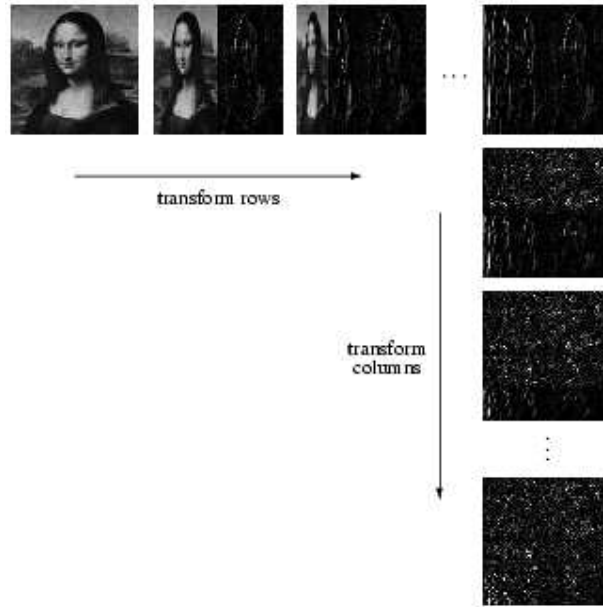 . . .
transform rows
transform
columns